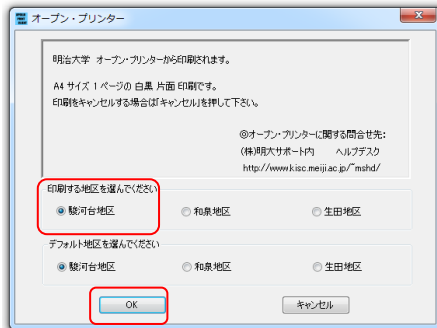 オープン・プリンター
明治大学 オープン・プリンターから印刷されます。
A4 サイズ 1 ページの 白黒 片面 印刷です。
印刷をキャンセルする場合は「キャンセル」を押して下さい。
◎オープン・プリンターに関する問合せ先:
(株)明大サポート内 ヘルプデスク
http://www.kisc.meiji.ac.jp/~mshd/
印刷する地区を選んでください
駿河台地区 和泉地区 生田地区
デフォルト地区を選んでください
駿河台地区 和泉地区 生田地区
OK キャンセル